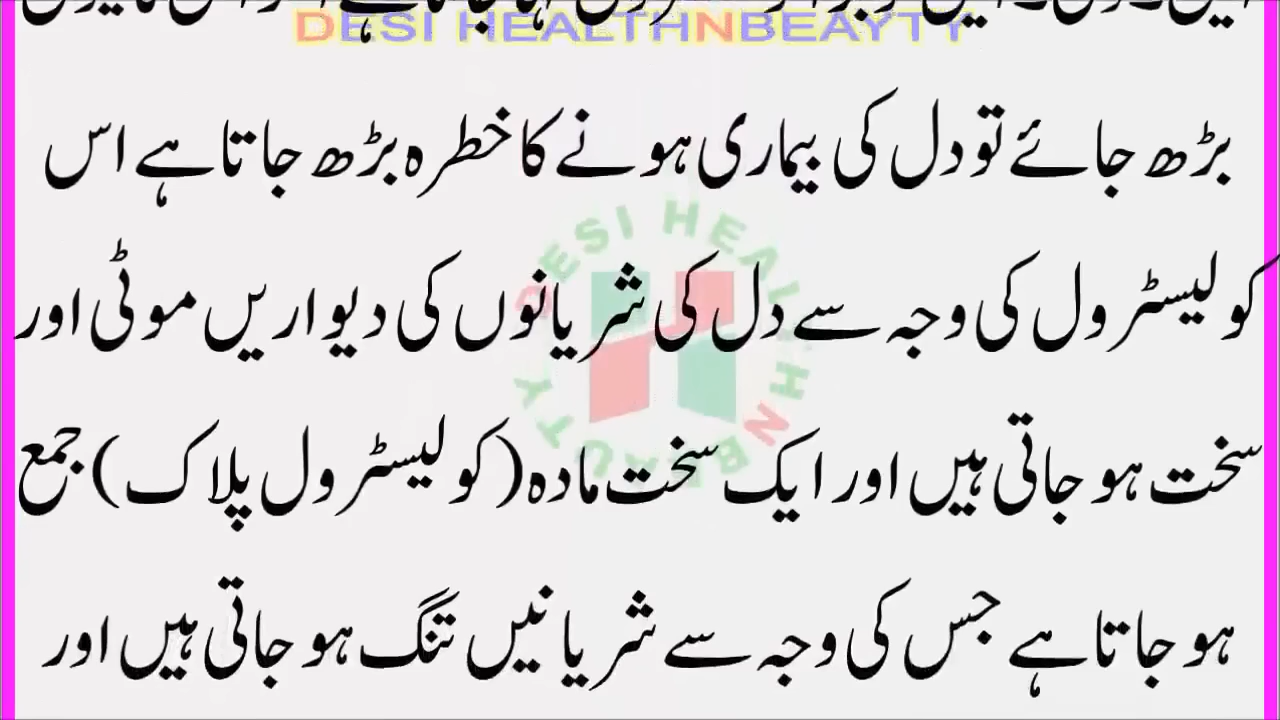 DESI HEALTHNBEAYTY
بڑھ جائے تو دل کی بیماری ہونے کا خطرہ بڑھ جاتا ہے اس
کولیسٹرول کی وجہ سے دل کی شریانوں کی دیواریں موٹی اور
سخت ہو جاتی ہیں اور ایک سخت مادہ (کولیسٹرول پلاک) جمع
ہو جاتا ہے جس کی وجہ سے شریانیں تنگ ہو جاتی ہیں اور
DESI HEALTHNBEAUTY